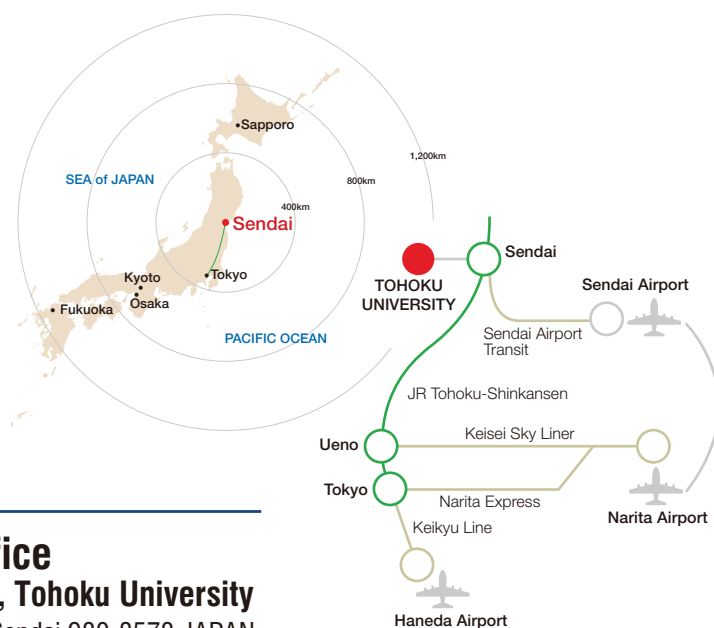 Sapporo
1,200km
SEA of JAPAN
800km
400km
Sendai
Tokyo
Kyoto
Osaka
Fukuoka
PACIFIC OCEAN
Sendai
TOHOKU
UNIVERSITY
Sendai Airport
Sendai Airport
Transit
JR Tohoku-Shinkansen
Ueno
Keisei Sky Liner
Tokyo
Narita Express
Narita Airport
Keikyu Line
Haneda Airport
, Tohoku University